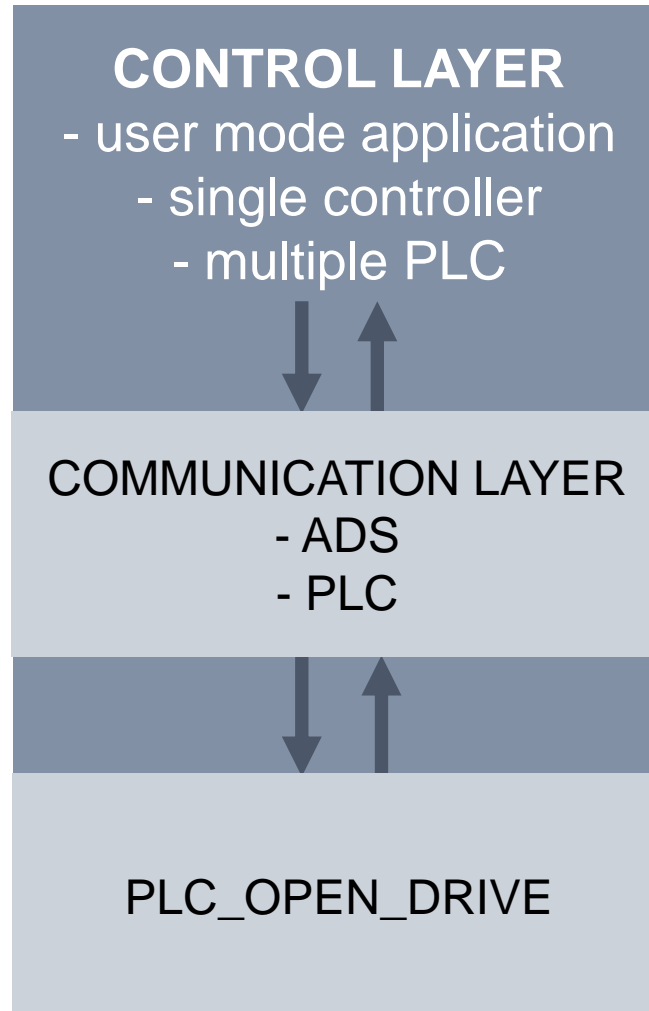 CONTROL LAYER
- user mode application
- single controller
- multiple PLC
COMMUNICATION LAYER
- ADS
- PLC
PLC_OPEN_DRIVE